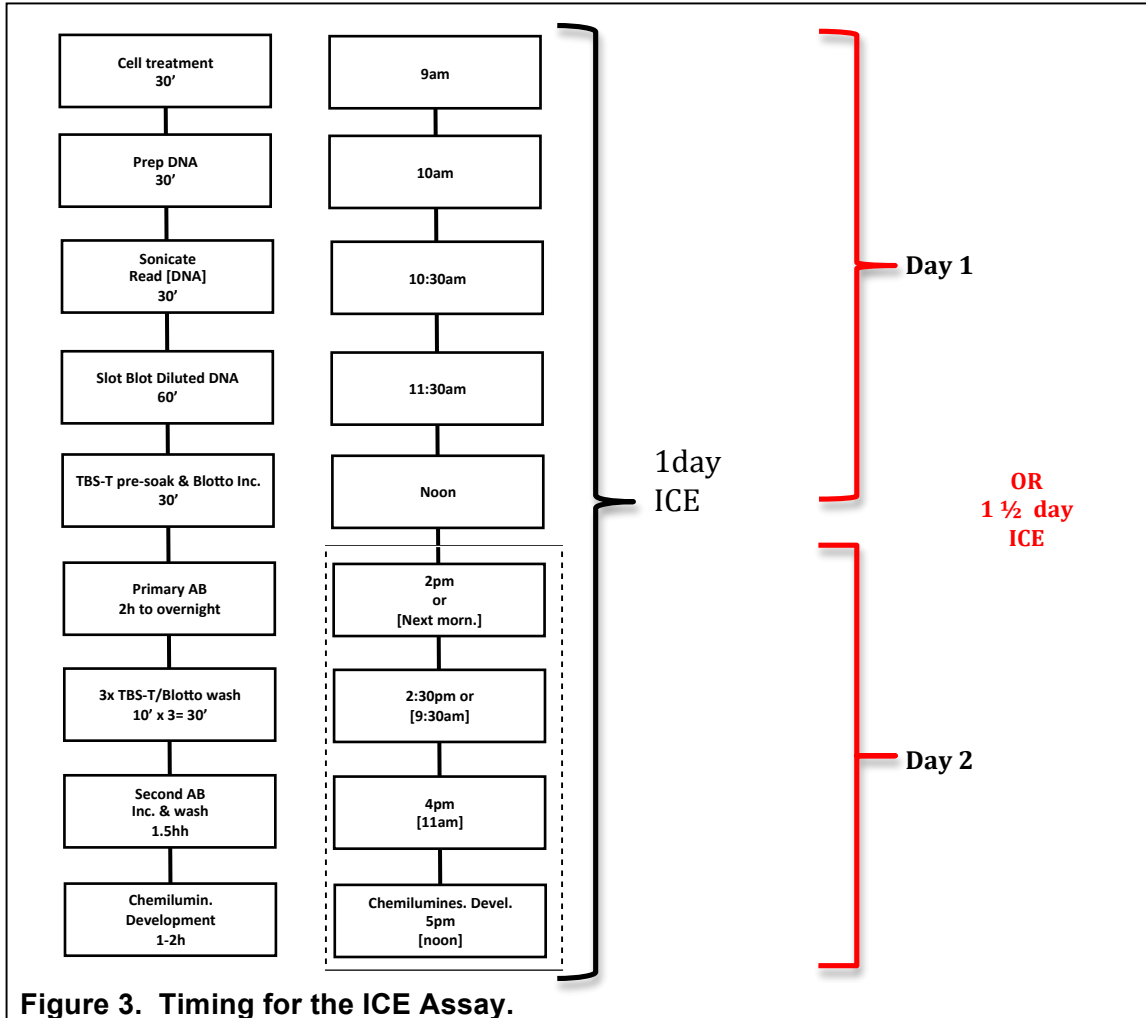 Cell treatment
30’
Prep DNA
30’
Sonicate
Read [DNA]
30’
Slot Blot Diluted DNA
60’
TBS-T pre-soak & Blotto Inc.
30’
Primary AB
2h to overnight
3x TBS-T/Blotto wash
10’ x 3= 30’
Second AB
Inc. & wash
1.5hh
Chemilumin.
Development
1-2h
9am
10am
10:30am
11:30am
Noon
2pm
or
[Next morn.]
2:30pm or
[9:30am]
4pm
[11am]
Chemilumines. Devel.
5pm
[noon]
1day
ICE
Day 1
OR
1 ½ day
ICE
Day 2
Figure 3. Timing for the ICE Assay.